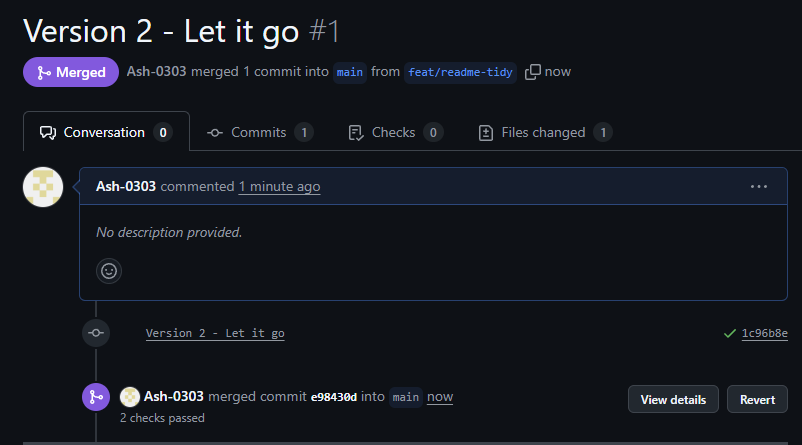 Version 2 - Let it go #1
Merged Ash-0303 merged 1 commit into main from feat/readme-tidy now
Conversation 0 Commits 1 Checks 0 Files changed 1
Ash-0303 commented 1 minute ago
No description provided.
Version 2 - Let it go 1c96b8e
Ash-0303 merged commit e98430d into main now View details Revert
2 checks passed